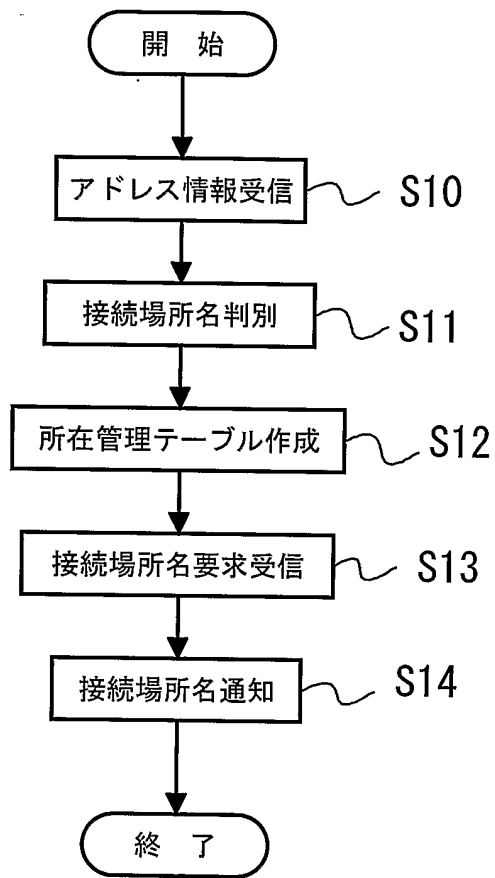 開 始
アドレス情報受信 S10
接続場所名判別 S11
所在管理テーブル作成 S12
接続場所名要求受信 S13
接続場所名通知 S14
終 了